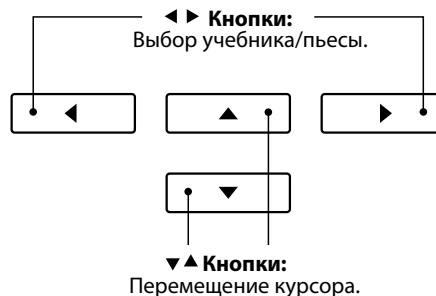 ◀ ▶ Кнопки:
Выбор учебника/пьесы.
▼▲ Кнопки:
Перемещение курсора.